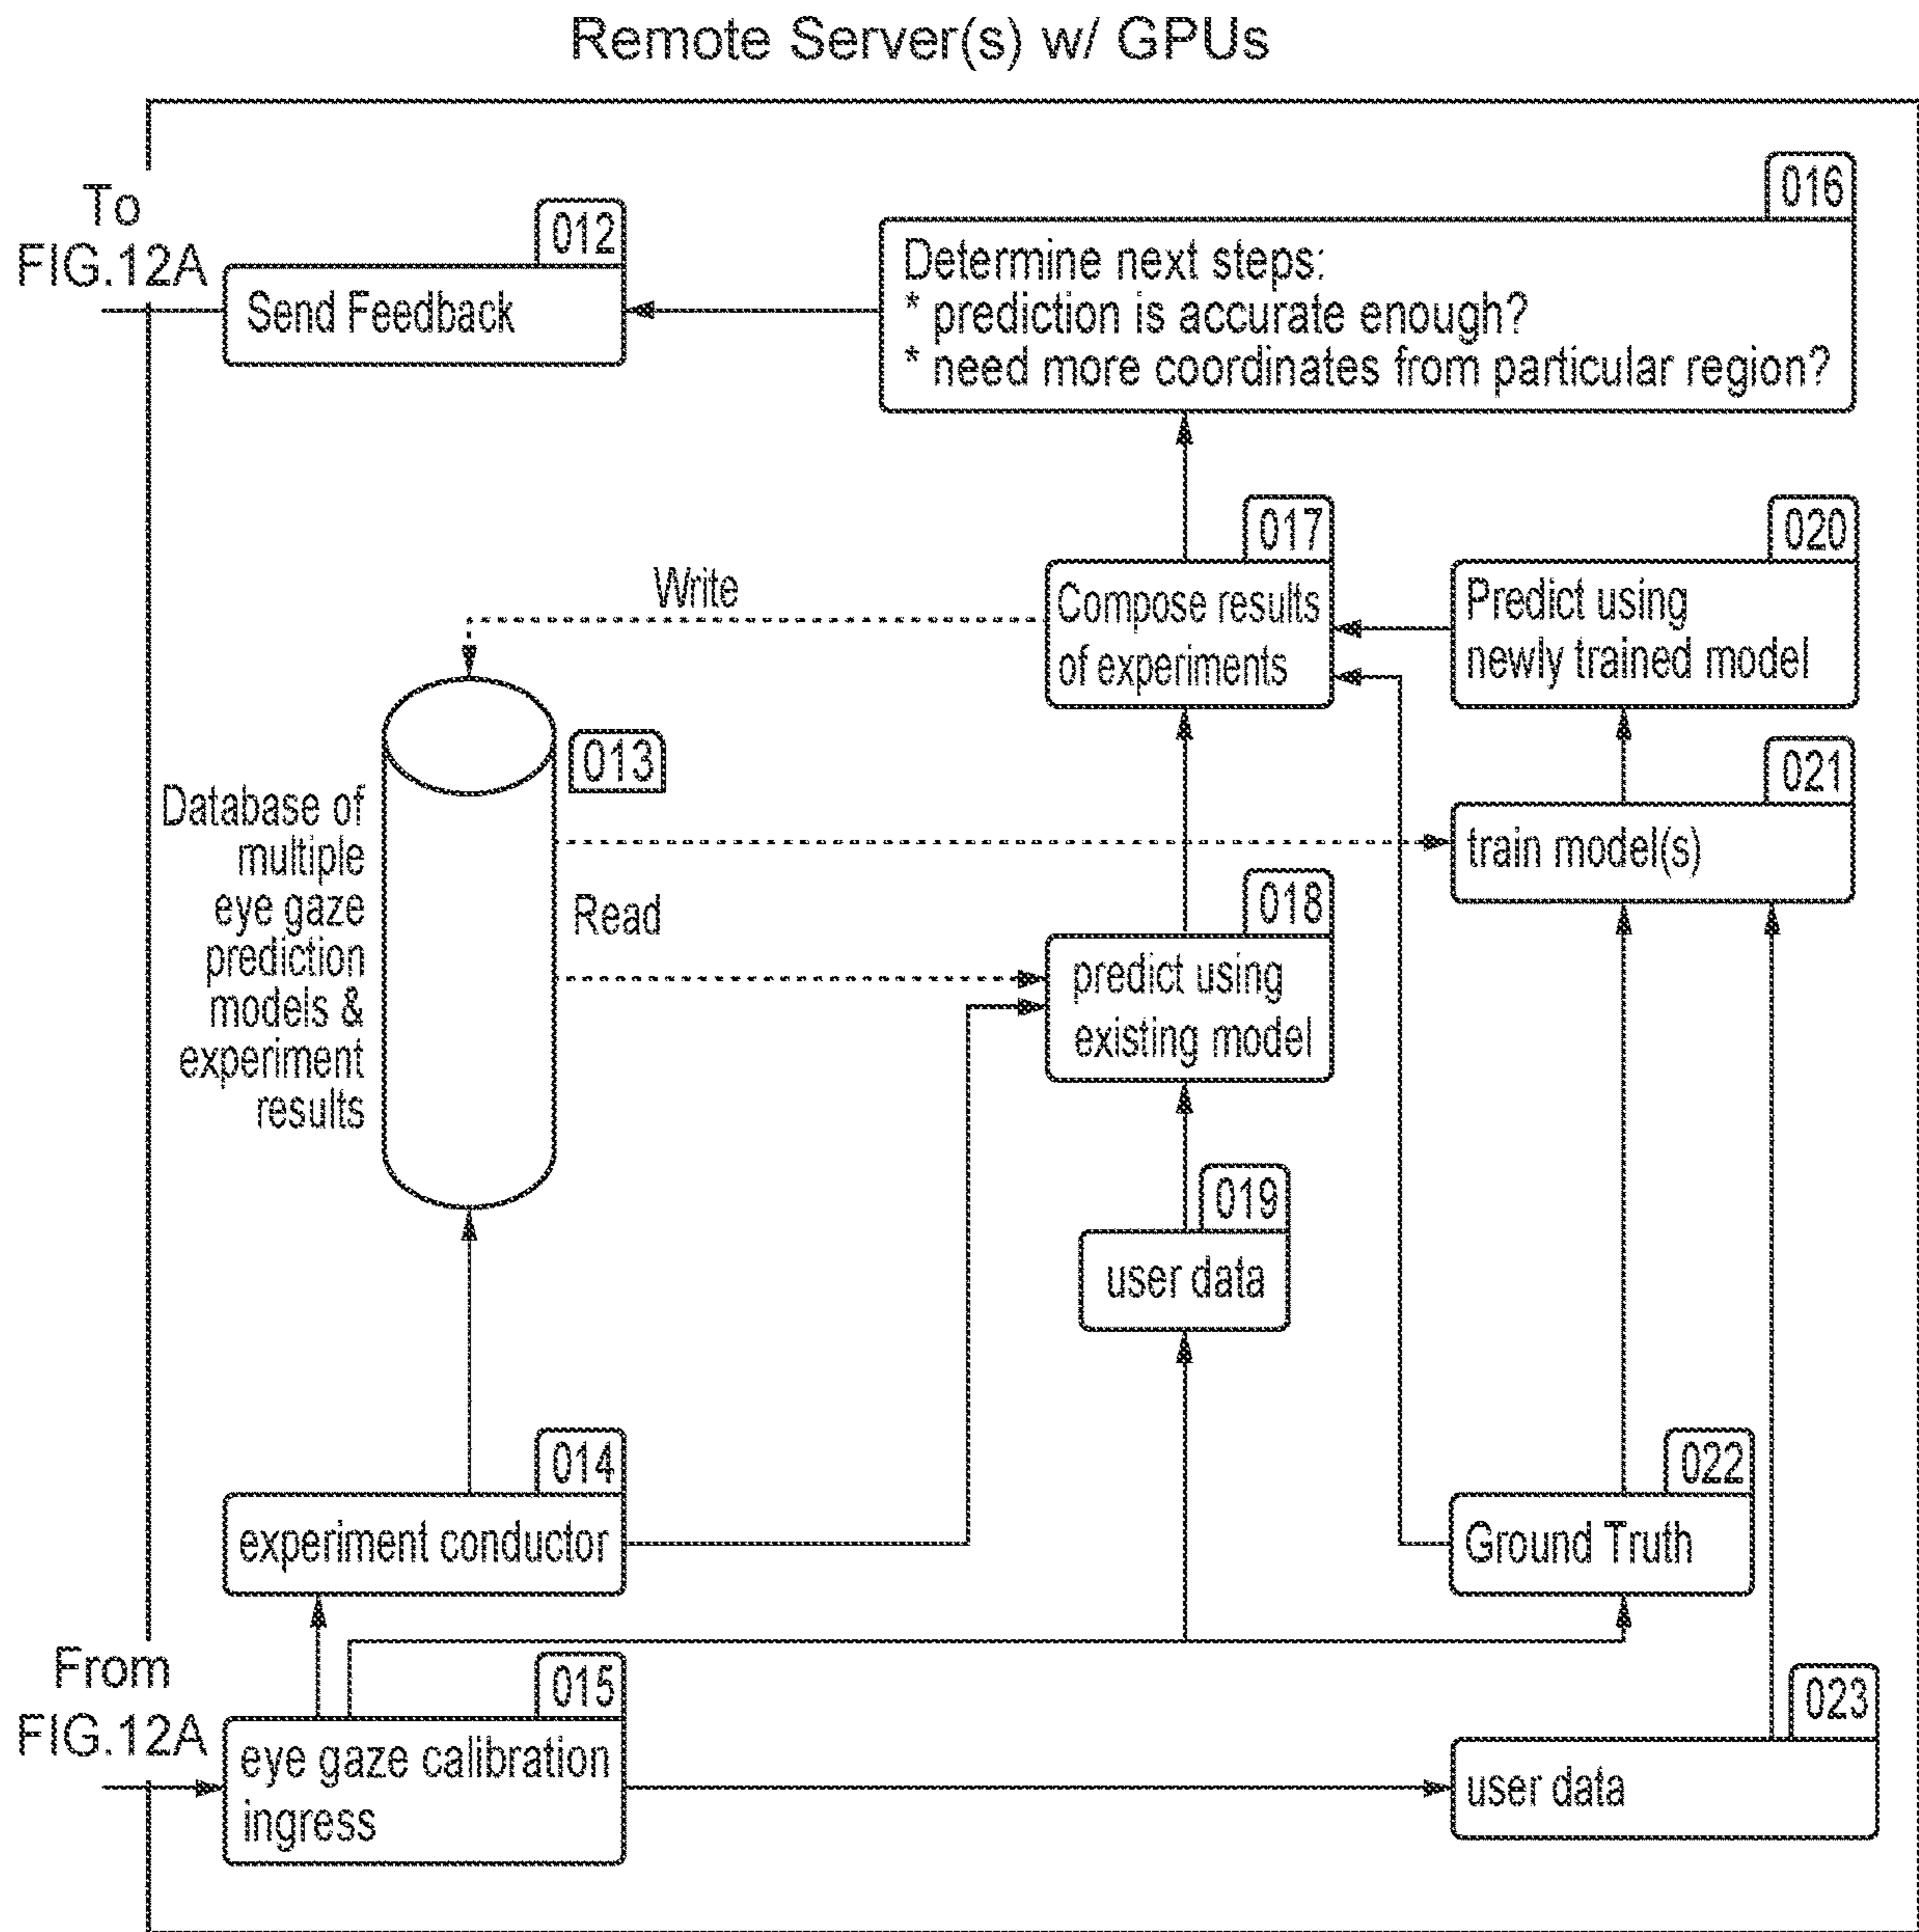 Remote Server(s) w/ GPUs
To
FIG.12A
012
Send Feedback
016
Determine next steps:
* prediction is accurate enough?
* need more coordinates from particular region?
017
Compose results
of experiments
020
Predict using
newly trained model
Write
013
Database of
multiple
eye gaze
prediction
models &
experiment
results
Read
021
train model(s)
018
predict using
existing model
019
user data
014
experiment conductor
022
Ground Truth
From
FIG.12A
015
eye gaze calibration
ingress
023
user data